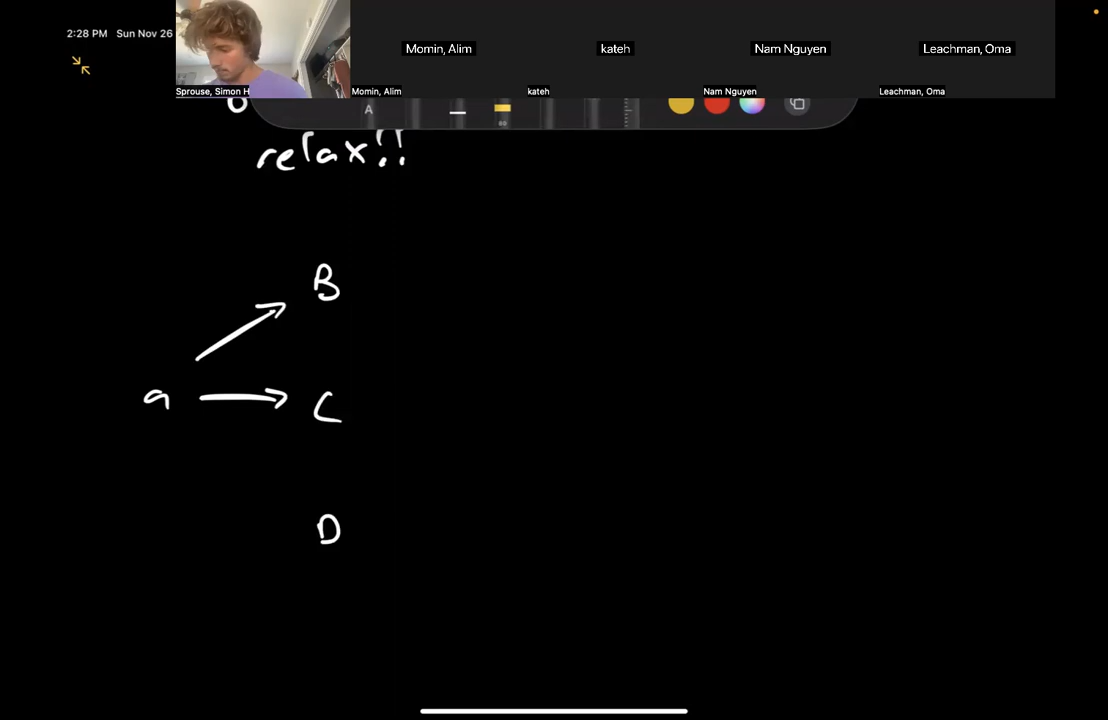 2:28 PM Sun Nov 26
Momin, Alim
kateh
Nam Nguyen
Leachman, Oma
Sprouse, Simon H
Momin, Alim
kateh
Nam Nguyen
Leachman, Oma
A
80
relax!!
B
a
C
D